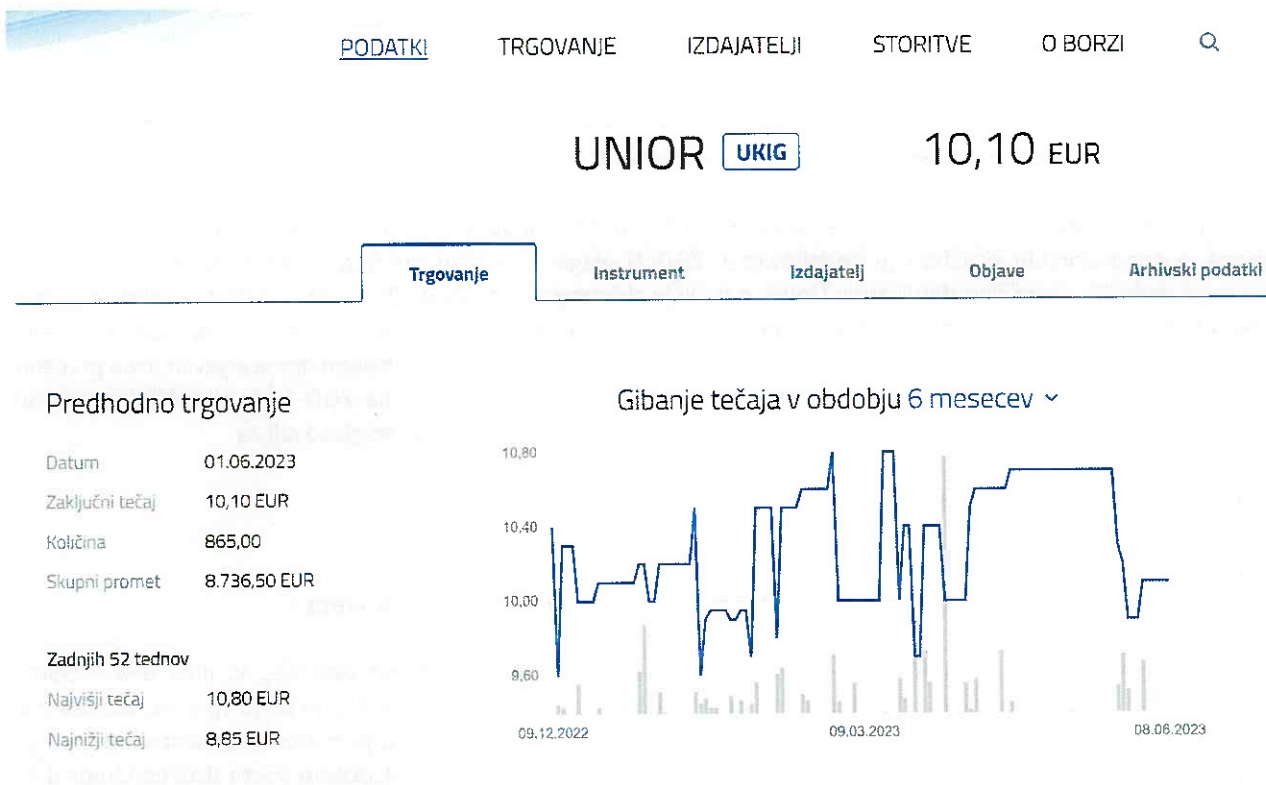 PODATKI TRGOVANJE IZDAJATELJI STORITVE O BORZI
UNIOR UKIG 10,10 EUR
Trgovanje Instrument Izdajatelj Objave Arhivski podatki
Predhodno trgovanje
Datum 01.06.2023
Zaključni tečaj 10,10 EUR
Količina 865,00
Skupni promet 8.736,50 EUR
Zadnjih 52 tednov
Najvišji tečaj 10,80 EUR
Najnižji tečaj 8,85 EUR
Gibanje tečaja v obdobju 6 mesecev
10,80
10,40
10,00
9,60
09.12.2022 09.03.2023 08.06.2023